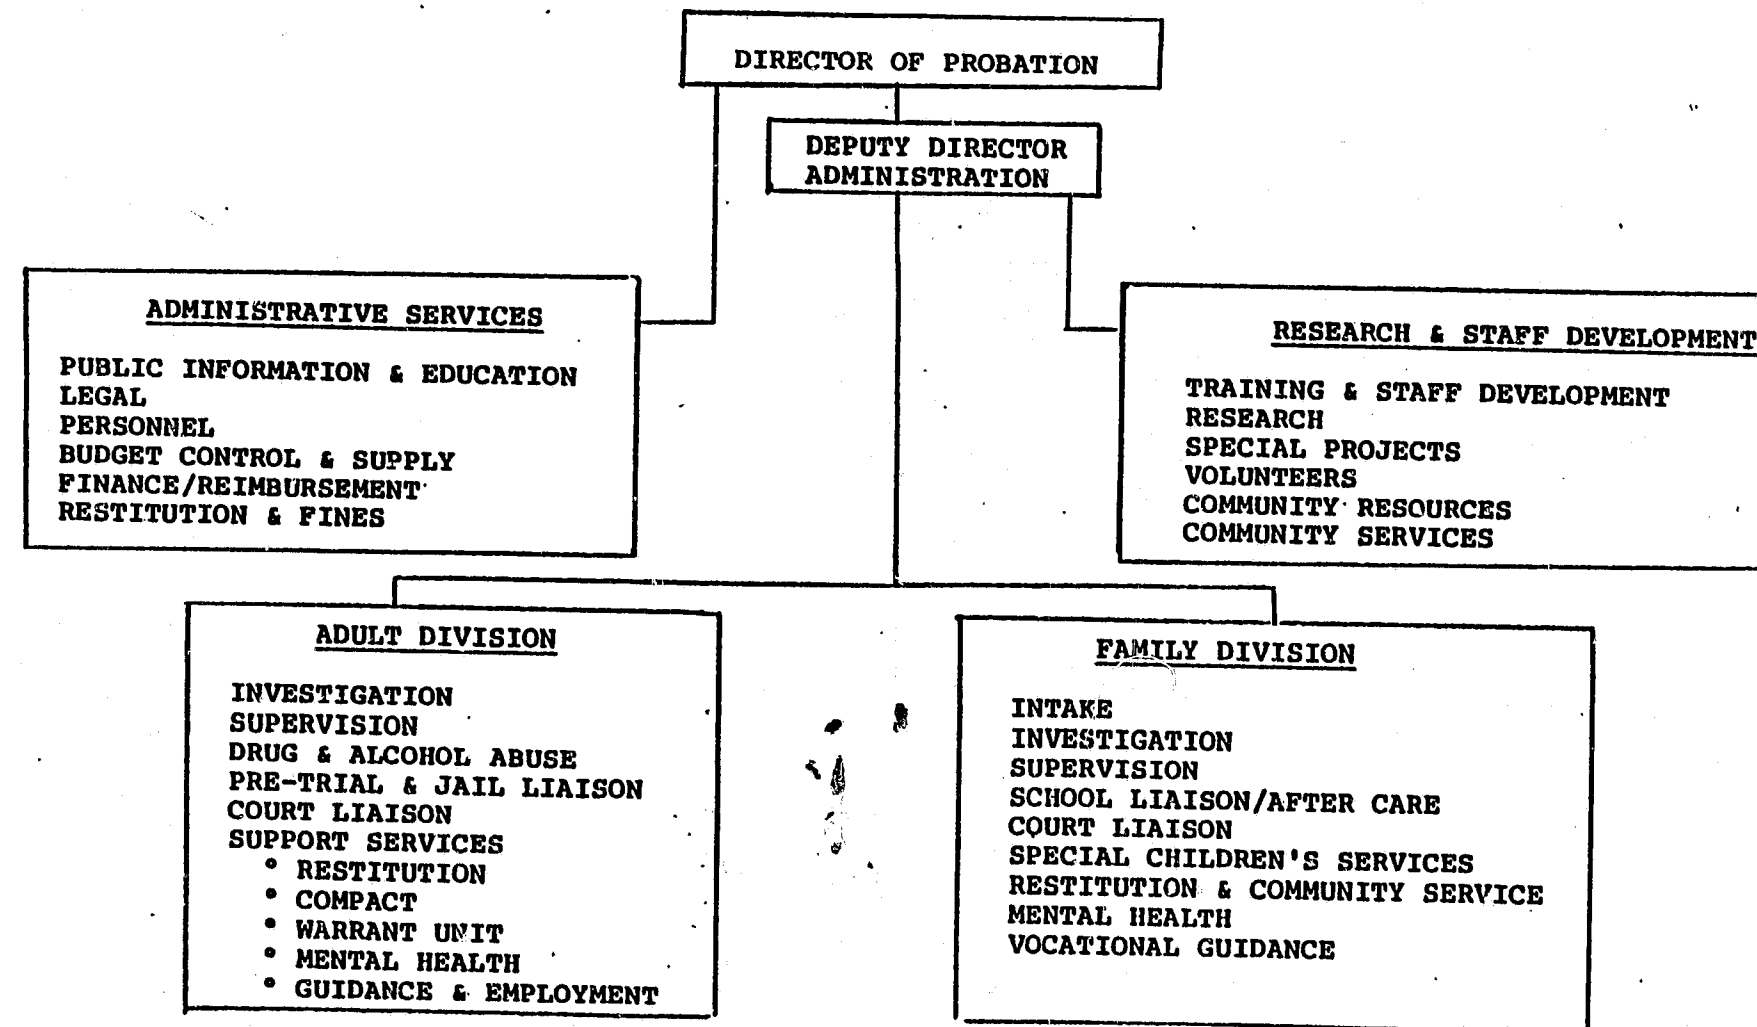 DIRECTOR OF PROBATION
DEPUTY DIRECTOR
ADMINISTRATION
ADMINISTRATIVE SERVICES
PUBLIC INFORMATION & EDUCATION
LEGAL
PERSONNEL
BUDGET CONTROL & SUPPLY
FINANCE/REIMBURSEMENT
RESTITUTION & FINES
RESEARCH & STAFF DEVELOPMENT
TRAINING & STAFF DEVELOPMENT
RESEARCH
SPECIAL PROJECTS
VOLUNTEERS
COMMUNITY RESOURCES
COMMUNITY SERVICES
ADULT DIVISION
INVESTIGATION
SUPERVISION
DRUG & ALCOHOL ABUSE
PRE-TRIAL & JAIL LIAISON
COURT LIAISON
SUPPORT SERVICES
° RESTITUTION
° COMPACT
° WARRANT UNIT
° MENTAL HEALTH
° GUIDANCE & EMPLOYMENT
FAMILY DIVISION
INTAKE
INVESTIGATION
SUPERVISION
SCHOOL LIAISON/AFTER CARE
COURT LIAISON
SPECIAL CHILDREN'S SERVICES
RESTITUTION & COMMUNITY SERVICE
MENTAL HEALTH
VOCATIONAL GUIDANCE